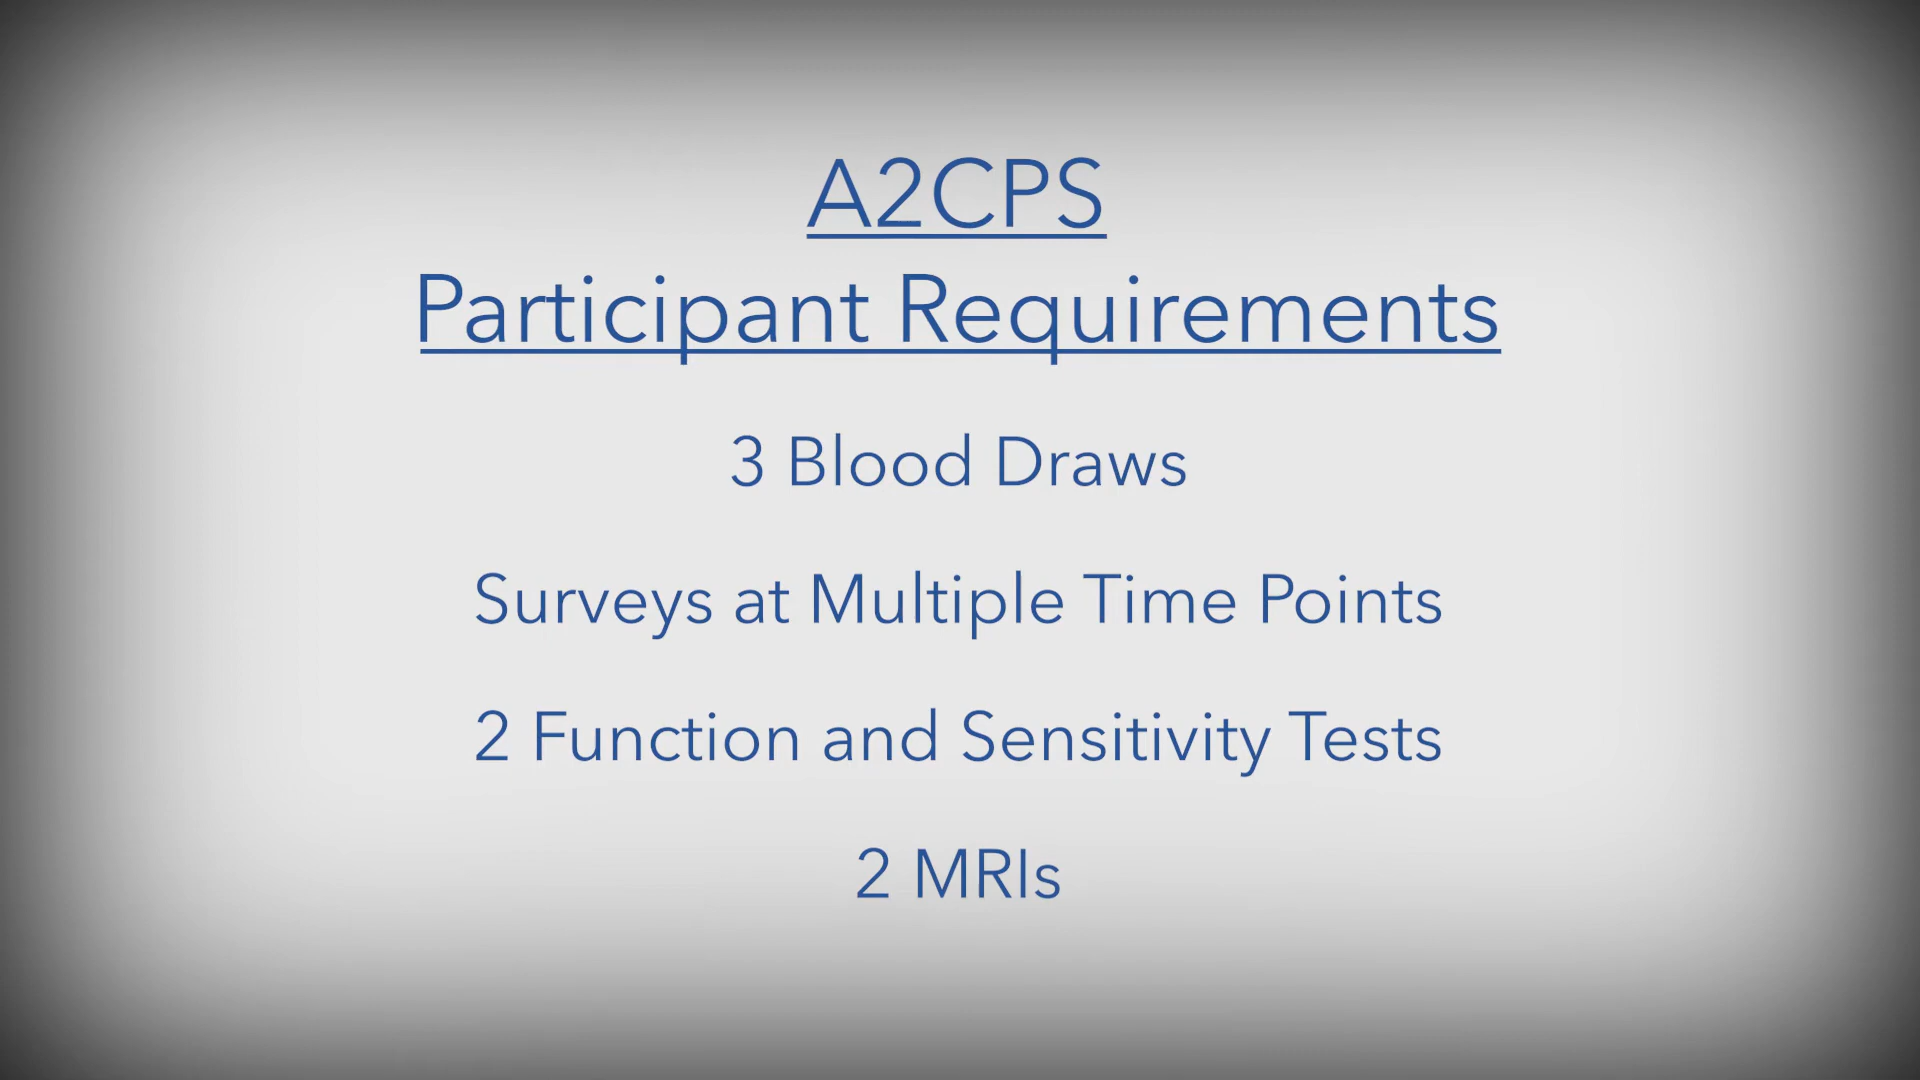 A2CPS
Participant Requirements
3 Blood Draws
Surveys at Multiple Time Points
2 Function and Sensitivity Tests
2 MRIs